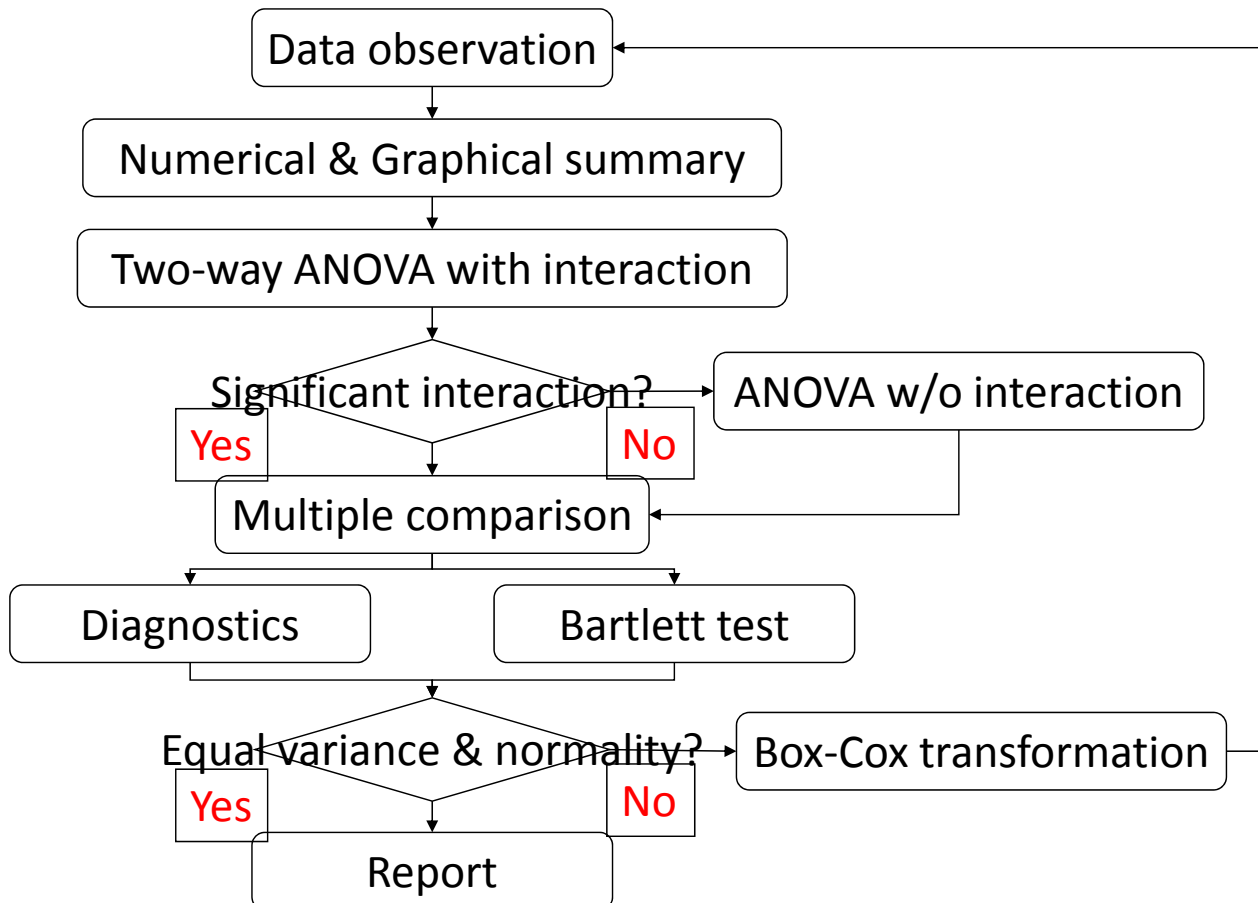 Data observation
Numerical & Graphical summary
Two-way ANOVA with interaction
Significant interaction?
ANOVA w/o interaction
Yes
No
Multiple comparison
Diagnostics
Bartlett test
Equal variance & normality?
Box-Cox transformation
Yes
No
Report